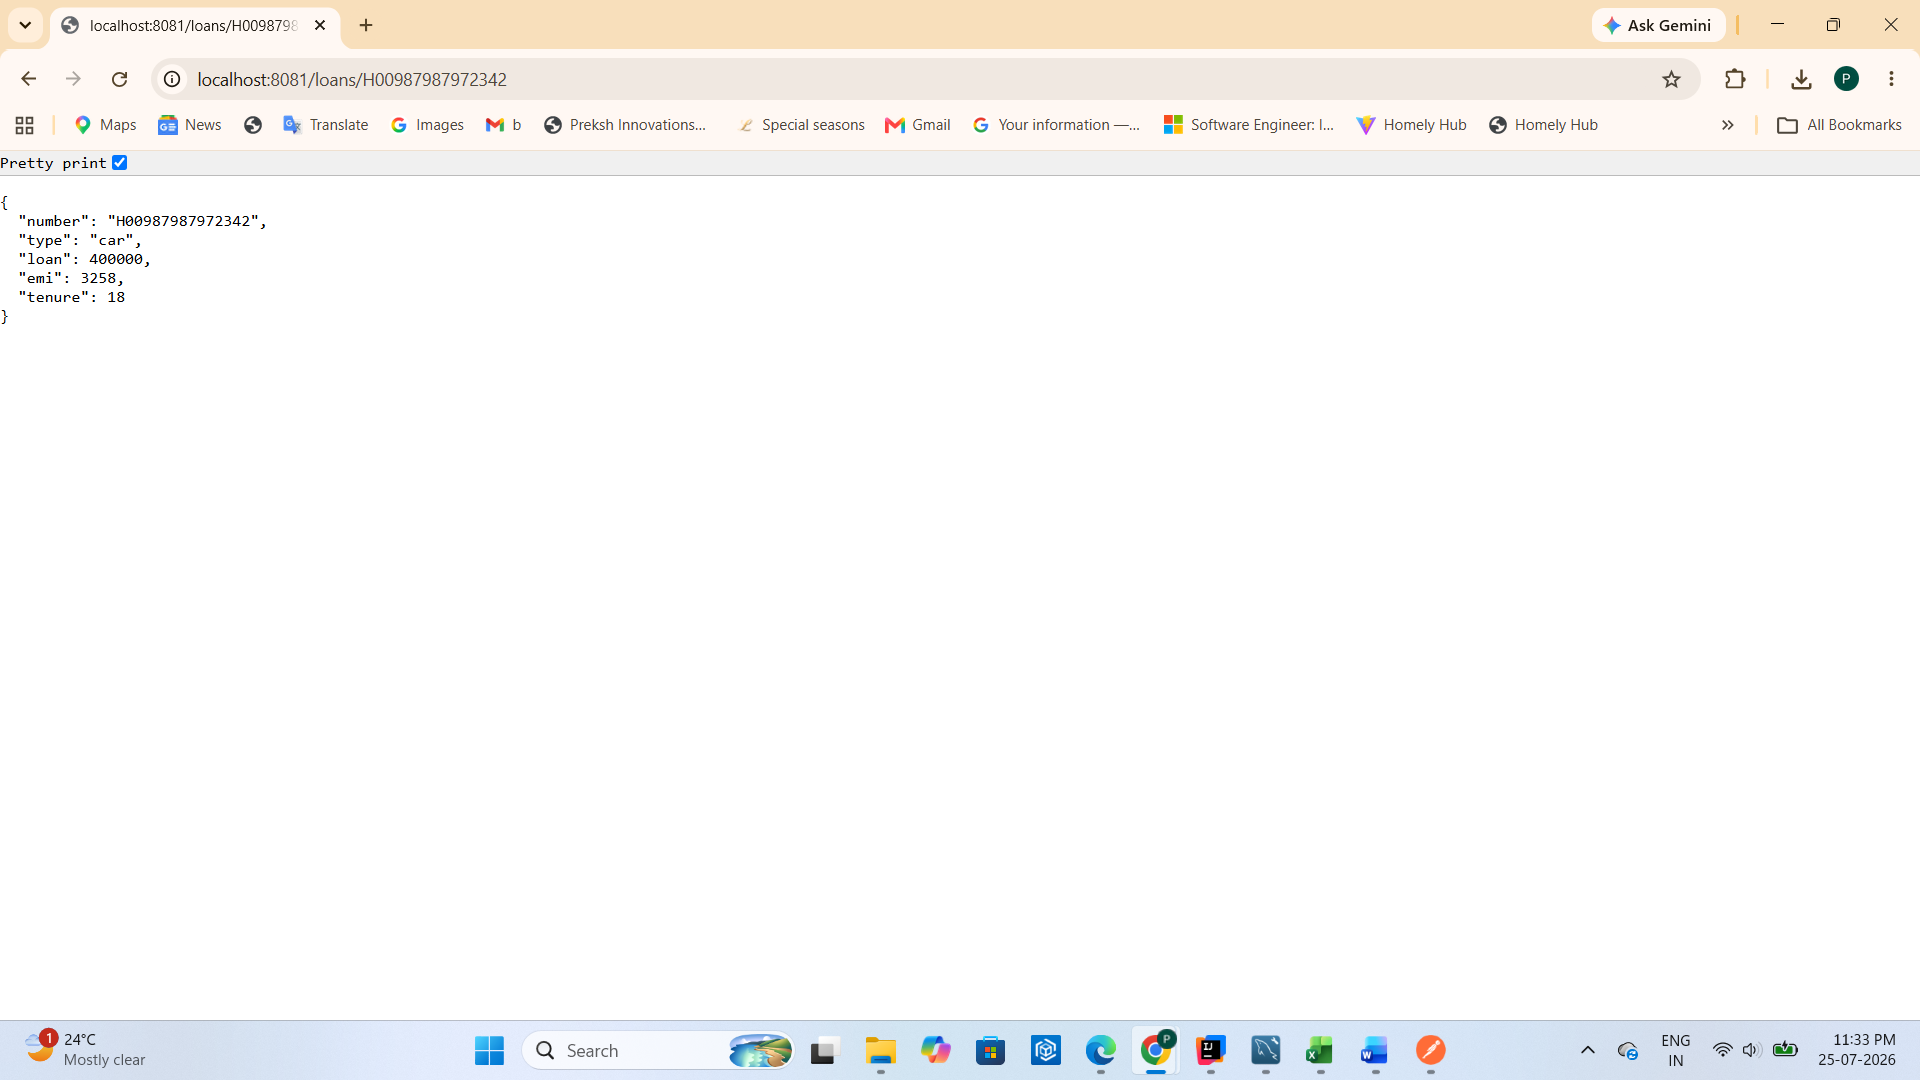 localhost:8081/loans/H0098798
Ask Gemini
localhost:8081/loans/H00987987972342
P
Maps
News
Translate
Images
b
Preksh Innovations...
Special seasons
Gmail
Your information —...
Software Engineer: I...
Homely Hub
Homely Hub
All Bookmarks
Pretty print
{
"number": "H00987987972342",
"type": "car",
"loan": 400000,
"emi": 3258,
"tenure": 18
}
1
24°C
Mostly clear
Search
P
ENG
IN
11:33 PM
25-07-2026